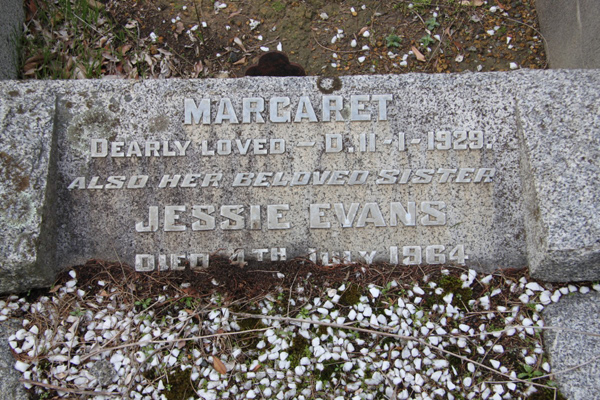 MARGARET
DEARLY LOVED – D. 11-1-1929.
ALSO HER BELOVED SISTER
JESSIE EVANS
DIED 4TH JULY 1964